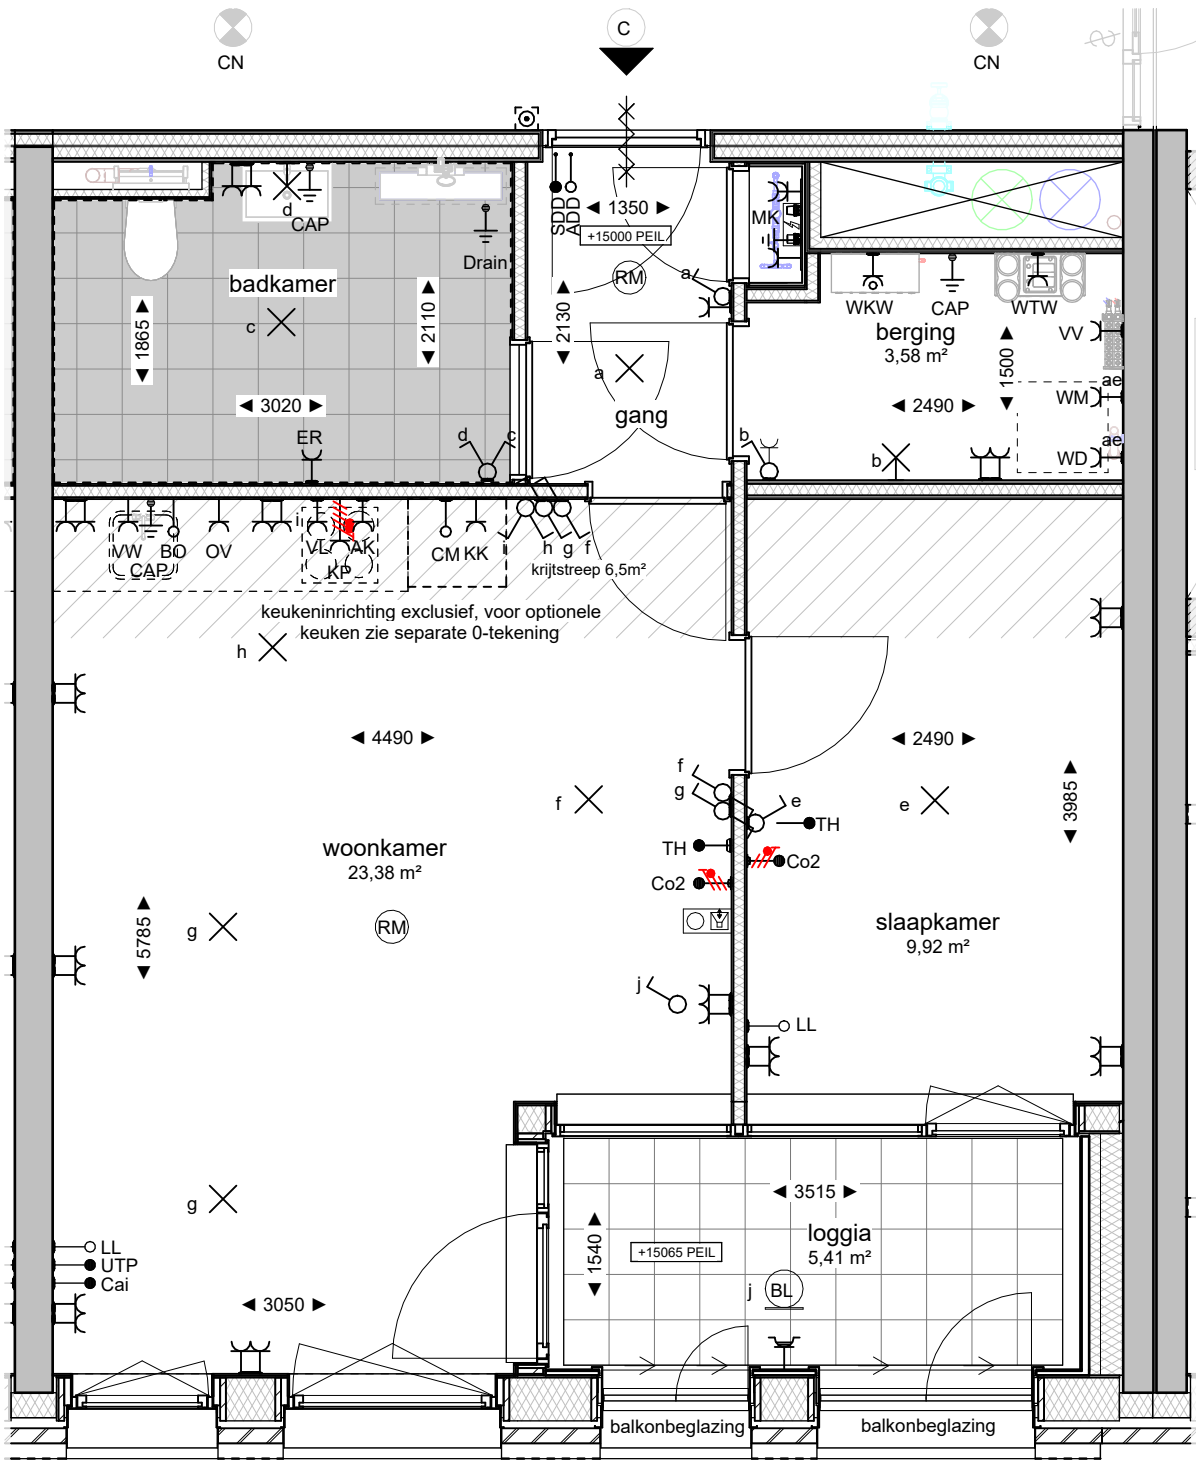 C
CN
CN
d
CAP
SDD
ADD
1350
+15000 PEIL
MK
Drain
RM
a
badkamer
WKW
CAP
WTW
berging
3,58 m²
VV
1865
2110
2130
1500
c
a
gang
ae
WM
3020
2490
ER
d
c
b
b
ae
WD
VW
BO
OV
VL
AK
CM
KK
i
h
g
f
CAP
KP
krijtstreep 6,5m²
keukeninrichting exclusief, voor optionele
keuken zie separate 0-tekening
h
4490
2490
f
g
e
f
e
3985
TH
TH
woonkamer
23,38 m²
Co2
Co2
g
RM
5785
slaapkamer
9,92 m²
j
LL
g
3515
loggia
5,41 m²
1540
+15065 PEIL
LL
UTP
Cai
j
BL
3050
balkonbeglazing
balkonbeglazing